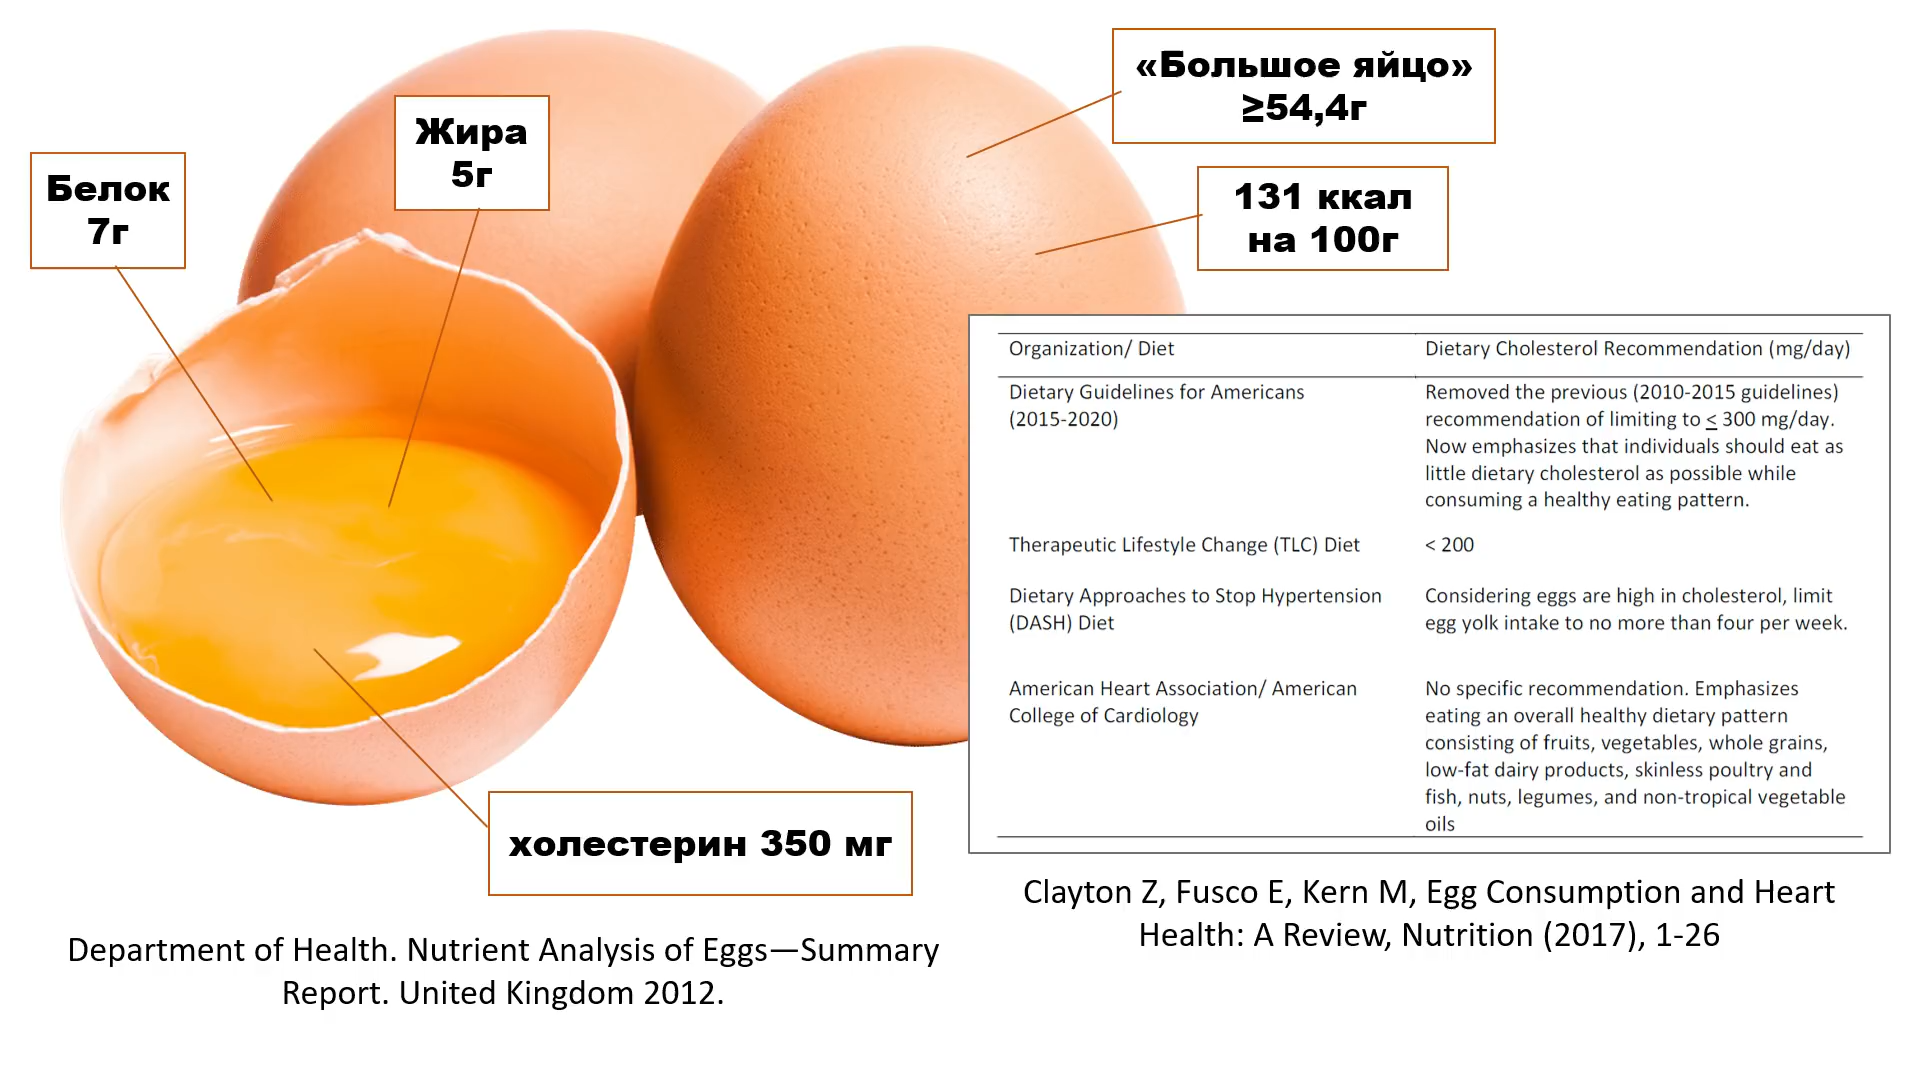 «Большое яйцо»
≥54,4г
Жира
5г
Белок
7г
131 ккал
на 100г
Organization/ Diet
Dietary Cholesterol Recommendation (mg/day)
Dietary Guidelines for Americans
(2015-2020)
Removed the previous (2010-2015 guidelines)
recommendation of limiting to < 300 mg/day.
Now emphasizes that individuals should eat as
little dietary cholesterol as possible while
consuming a healthy eating pattern.
Therapeutic Lifestyle Change (TLC) Diet
< 200
Dietary Approaches to Stop Hypertension
(DASH) Diet
Considering eggs are high in cholesterol, limit
egg yolk intake to no more than four per week.
American Heart Association/ American
College of Cardiology
No specific recommendation. Emphasizes
eating an overall healthy dietary pattern
consisting of fruits, vegetables, whole grains,
low-fat dairy products, skinless poultry and
fish, nuts, legumes, and non-tropical vegetable
oils
холестерин 350 мг
Clayton Z, Fusco E, Kern M, Egg Consumption and Heart
Health: A Review, Nutrition (2017), 1-26
Department of Health. Nutrient Analysis of Eggs—Summary
Report. United Kingdom 2012.